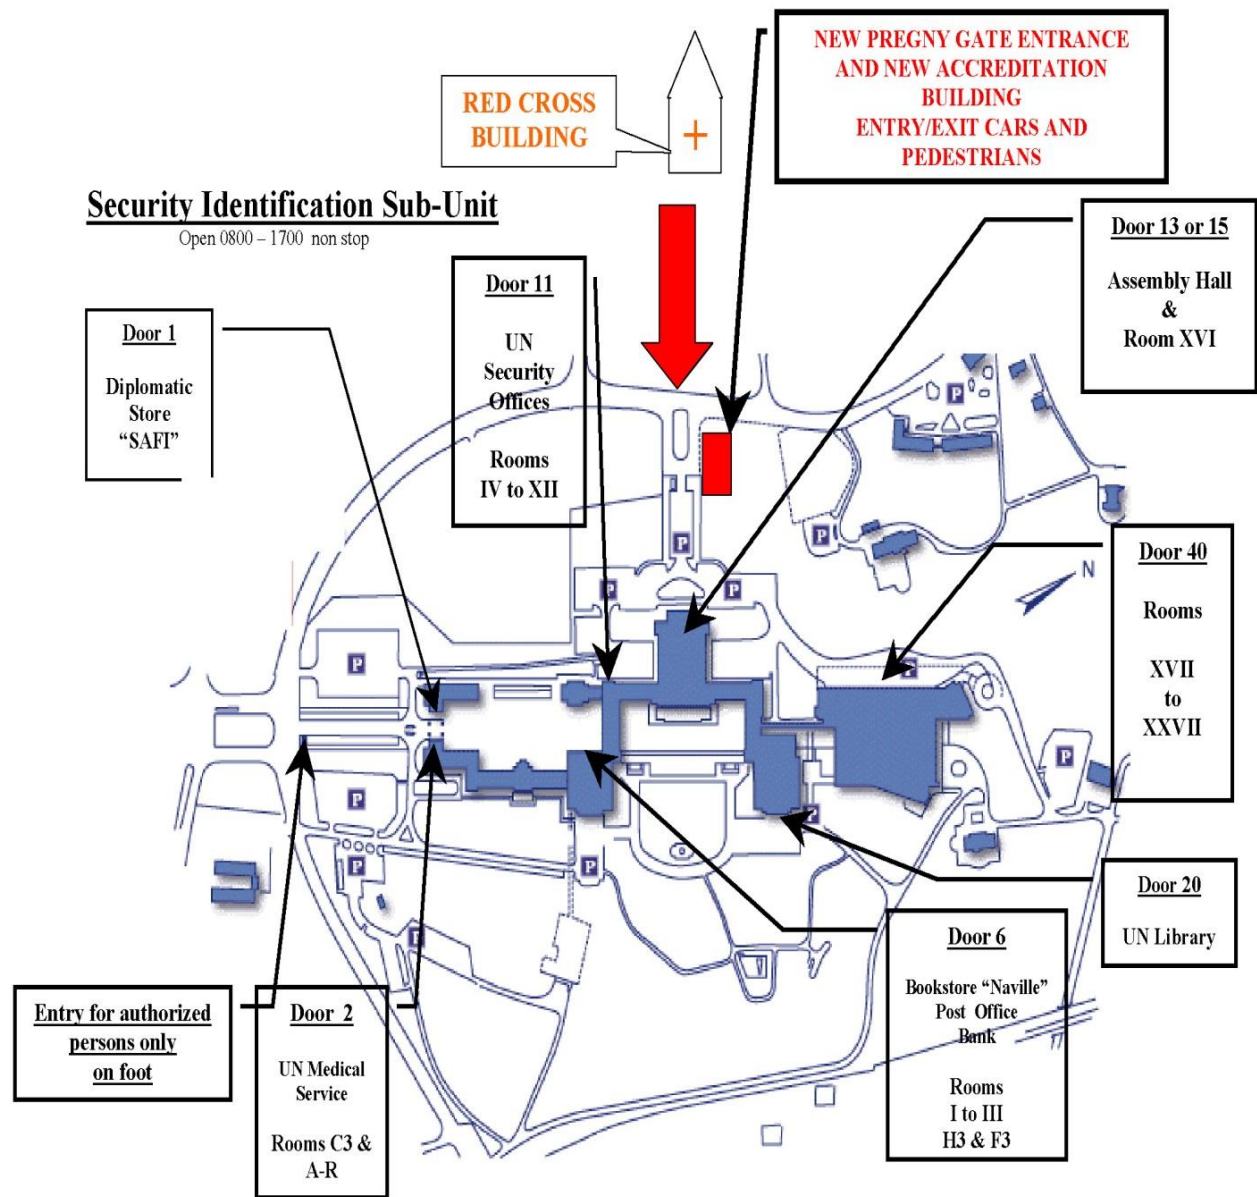 NEW PREGNY GATE ENTRANCE
AND NEW ACCREDITATION
BUILDING
ENTRY/EXIT CARS AND
PEDESTRIANS
RED CROSS
BUILDING
+
Security Identification Sub-Unit
Open 0800 – 1700 non stop
Door 13 or 15
Assembly Hall
&
Room XVI
Door 11
UN
Security
Offices
Rooms
IV to XII
Door 1
Diplomatic
Store
“SAFI”
Door 40
Rooms
XVII
to
XXVII
N
P
P
P
P
P
P
P
P
P
P
P
P
P
P
Door 20
UN Library
Door 6
Bookstore “Naville”
Post Office
Bank
Rooms
I to III
H3 & F3
Entry for authorized
persons only
on foot
Door 2
UN Medical
Service
Rooms C3 &
A-R